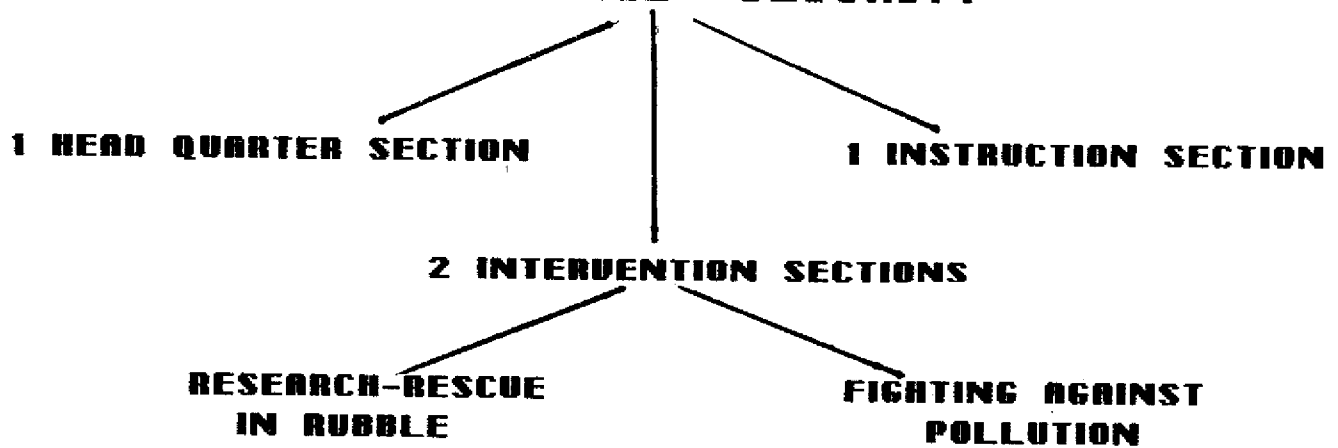 1 HEAD QUARTER SECTION
1 INSTRUCTION SECTION
2 INTERVENTION SECTIONS
RESEARCH-RESCUE
IN RUBBLE
FIGHTING AGAINST
POLLUTION